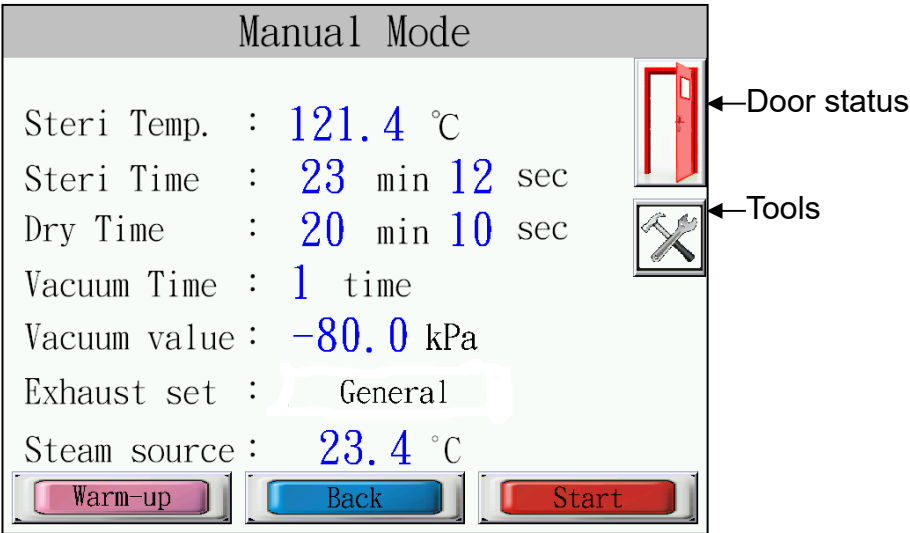 Manual Mode
Door status
Steri Temp. : 121.4 ℃
Steri Time : 23 min 12 sec
Tools
Dry Time : 20 min 10 sec
Vacuum Time : 1 time
Vacuum value : -80.0 kPa
Exhaust set : General
Steam source : 23.4 ℃
Warm-up Back Start